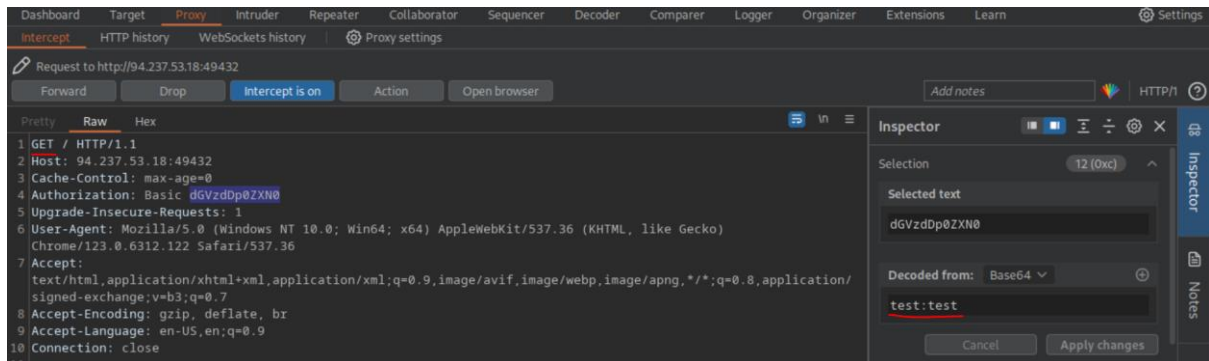 Dashboard Target Proxy Intruder Repeater Collaborator Sequencer Decoder Comparer Logger Organizer Extensions Learn Settings
Intercept HTTP history WebSockets history Proxy settings
Request to http://94.237.53.18:49432
Forward Drop Intercept is on Action Open browser Add notes HTTP/1 ?
Pretty Raw Hex \n
1 GET / HTTP/1.1
2 Host: 94.237.53.18:49432
3 Cache-Control: max-age=0
4 Authorization: Basic dGVzdDp0ZXN0
5 Upgrade-Insecure-Requests: 1
6 User-Agent: Mozilla/5.0 (Windows NT 10.0; Win64; x64) AppleWebKit/537.36 (KHTML, like Gecko)
Chrome/123.0.6312.122 Safari/537.36
7 Accept:
text/html,application/xhtml+xml,application/xml;q=0.9,image/avif,image/webp,image/apng,*/*;q=0.8,application/
signed-exchange;v=b3;q=0.7
8 Accept-Encoding: gzip, deflate, br
9 Accept-Language: en-US,en;q=0.9
10 Connection: close
Inspector
Selection 12 (0xc)
Selected text
dGVzdDp0ZXN0
Decoded from: Base64
test:test
Cancel Apply changes
Inspector
Notes